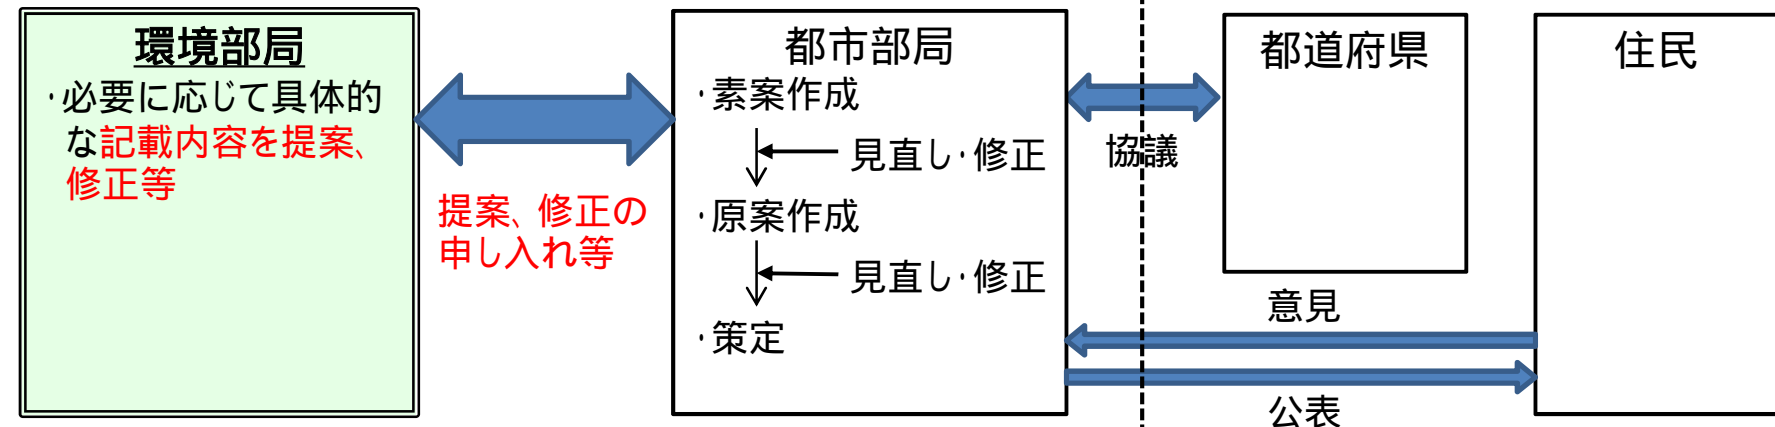 環境部局
・必要に応じて具体的
な記載内容を提案、
修正等
提案、修正の
申し入れ等
都市部局
・素案作成
見直し・修正
・原案作成
見直し・修正
・策定
協議
都道府県
住民
意見
公表